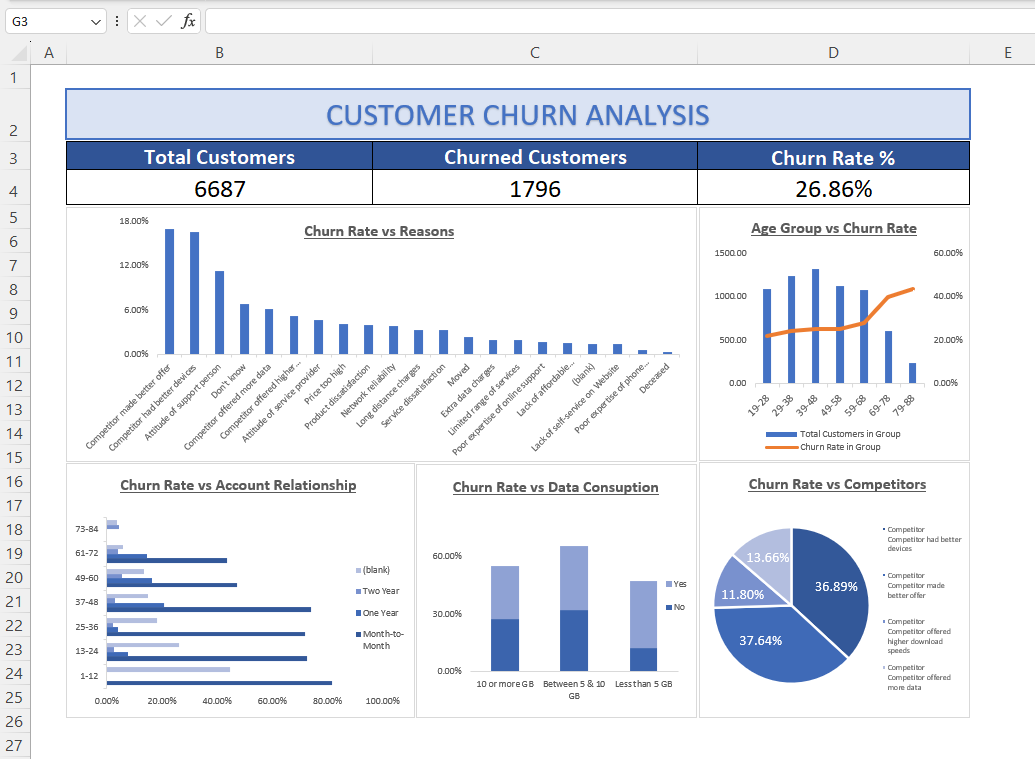 G3
fx
A B C D E
1
2
3
4
5
6
7
8
9
10
11
12
13
14
15
16
17
18
19
20
21
22
23
24
25
26
27
CUSTOMER CHURN ANALYSIS
Total Customers Churned Customers Churn Rate %
6687 1796 26.86%
Churn Rate vs Reasons
18.00%
12.00%
6.00%
0.00%
Competitor made better offer
Competitor had better devices
Attitude of support person
Don't know
Competitor offered more data
Competitor offered higher...
Attitude of service provider
Price too high
Product dissatisfaction
Network reliability
Long distance charges
Service dissatisfaction
Moved
Extra data charges
Limited range of services
Poor expertise of online support
Lack of affordable...
(blank)
Lack of self-service on Website
Poor expertise of phone...
Deceased
Age Group vs Churn Rate
1500.00
1000.00
500.00
0.00
60.00%
40.00%
20.00%
0.00%
19-28
29-38
39-48
49-58
59-68
69-78
79-88
Total Customers in Group
Churn Rate in Group
Churn Rate vs Account Relationship
73-84
61-72
49-60
37-48
25-36
13-24
1-12
0.00% 20.00% 40.00% 60.00% 80.00% 100.00%
(blank)
Two Year
One Year
Month-to-
Month
Churn Rate vs Data Consuption
60.00%
30.00%
0.00%
10 or more GB Between 5 & 10 Less than 5 GB
GB
Yes
No
Churn Rate vs Competitors
13.66%
36.89%
11.80%
37.64%
Competitor
Competitor had better
devices
Competitor
Competitor made
better offer
Competitor
Competitor offered
higher download
speeds
Competitor
Competitor offered
more data